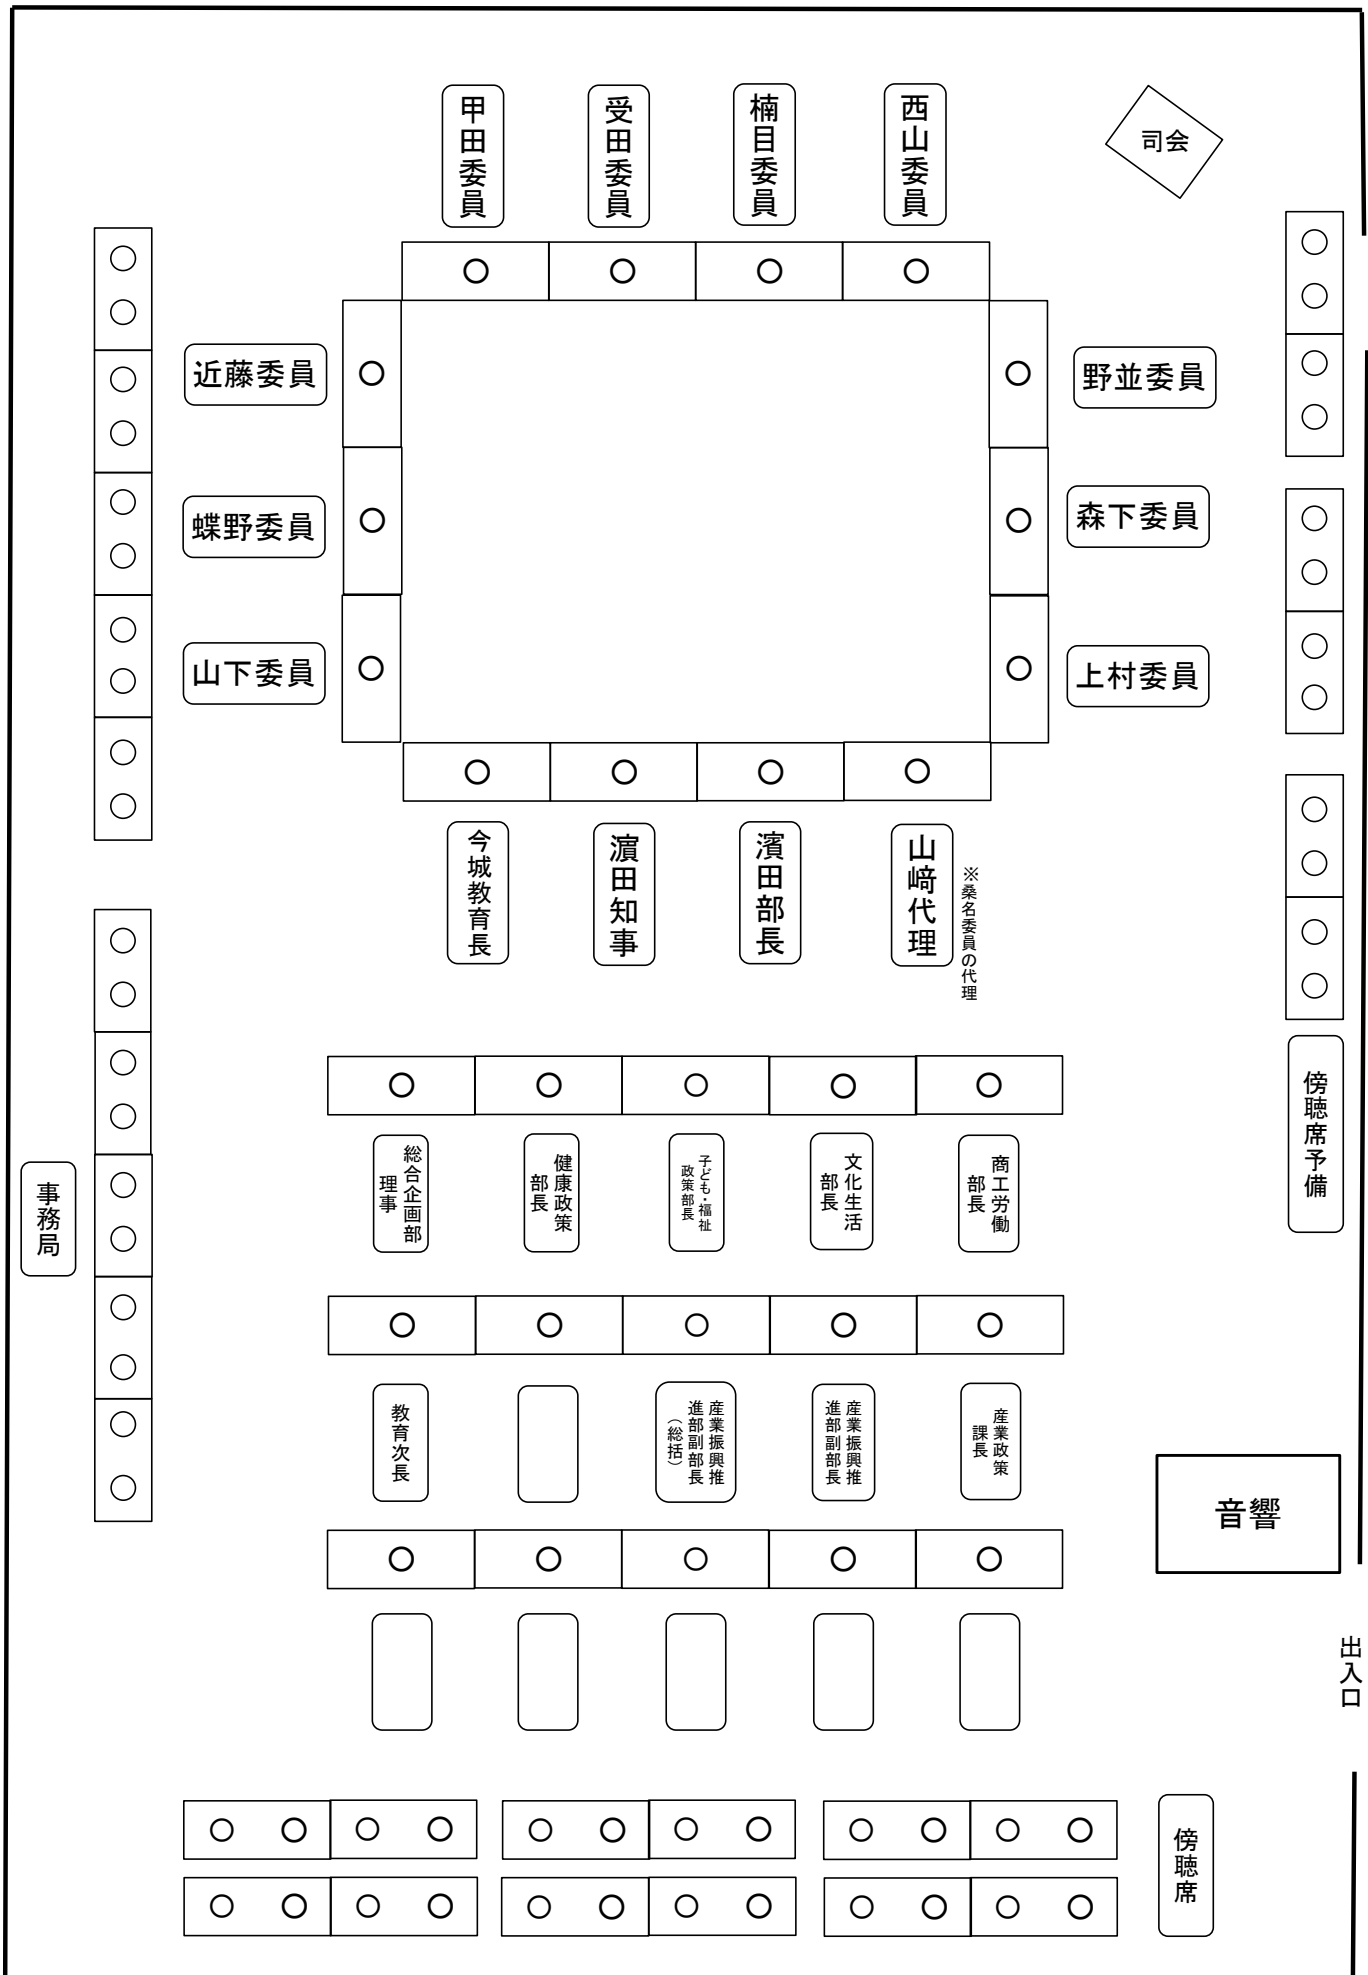 甲田委員
受田委員
楠目委員
西山委員
司会
近藤委員
野並委員
蝶野委員
森下委員
山下委員
上村委員
今城教育長
濵田知事
濱田部長
山﨑代理
※桑名委員の代理
傍聴席予備
総合企画部
理事
健康政策
部長
子ども・福祉
政策部長
文化生活
部長
商工労働
部長
事務局
教育次長
産業振興推
進部副部長
（総括）
産業振興推
進部副部長
産業政策
課長
音響
出入口
傍聴席